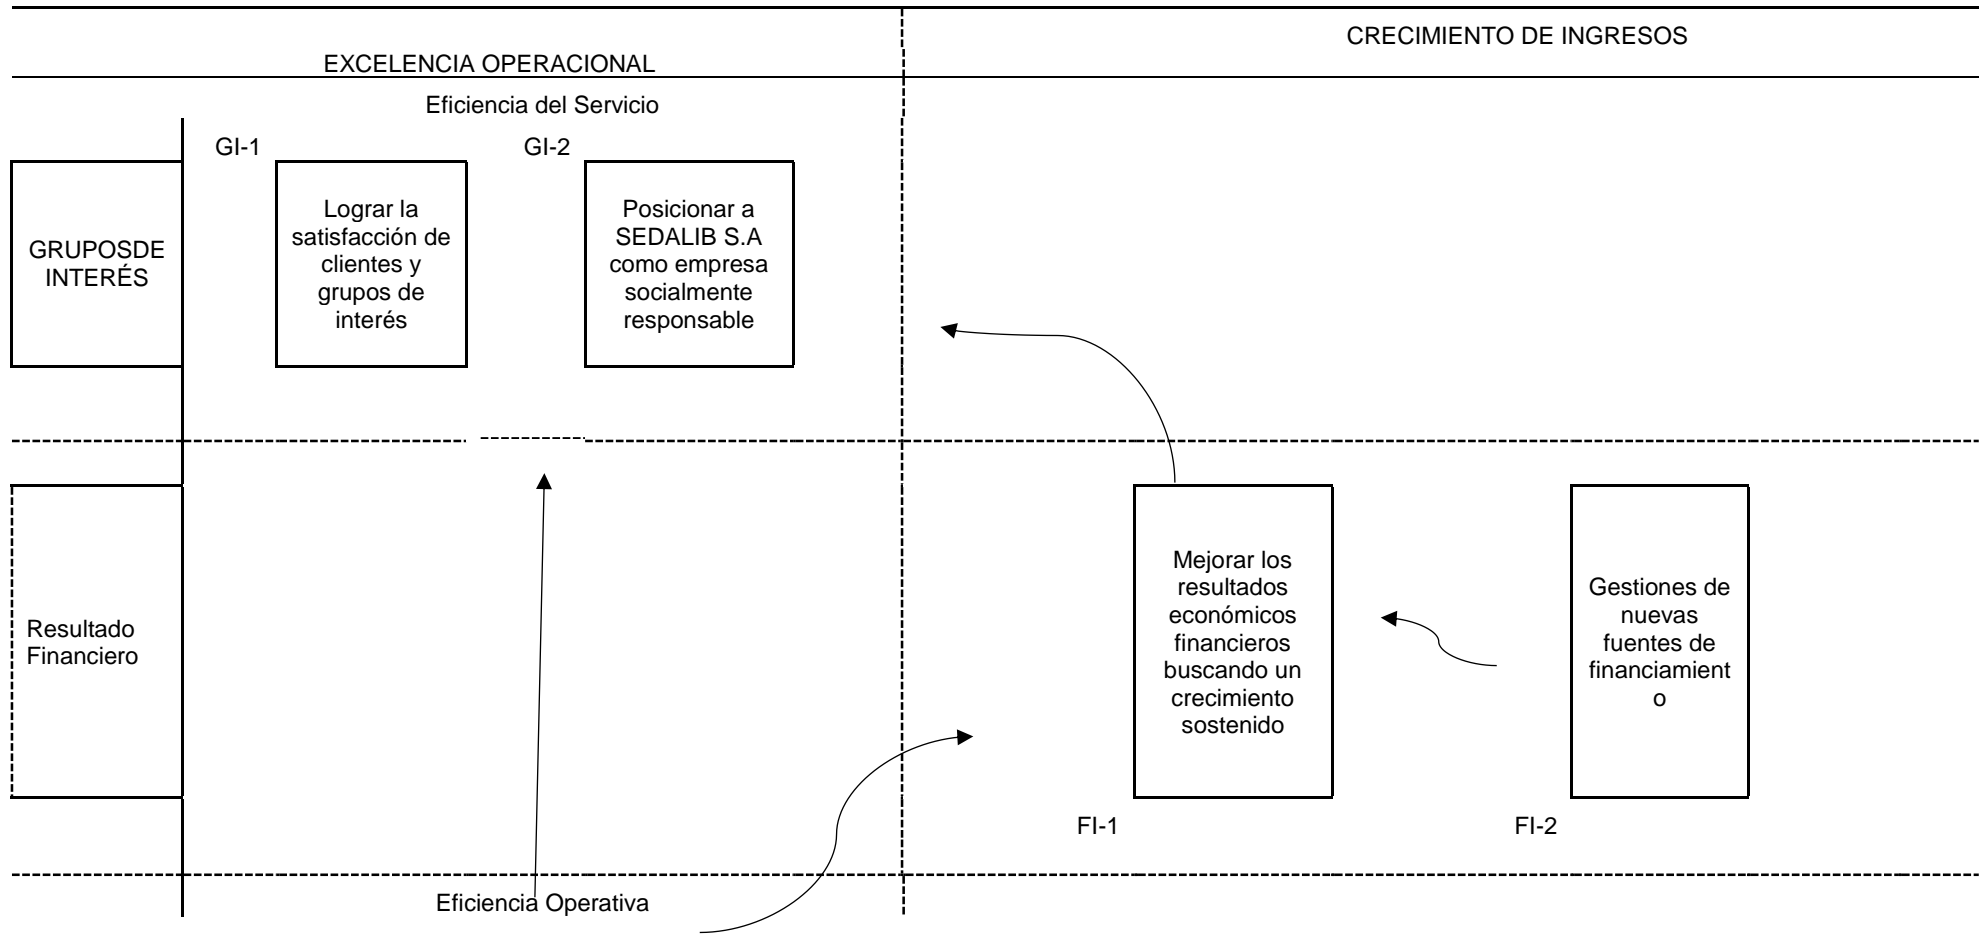 CRECIMIENTO DE INGRESOS
EXCELENCIA OPERACIONAL
Eficiencia del Servicio
GI-1
GI-2
GRUPOSDE
INTERÉS
Lograr la
satisfacción de
clientes y
grupos de
interés
Posicionar a
SEDALIB S.A
como empresa
socialmente
responsable
Resultado
Financiero
Mejorar los
resultados
económicos
financieros
buscando un
crecimiento
sostenido
Gestiones de
nuevas
fuentes de
financiamient
o
FI-1
FI-2
Eficiencia Operativa